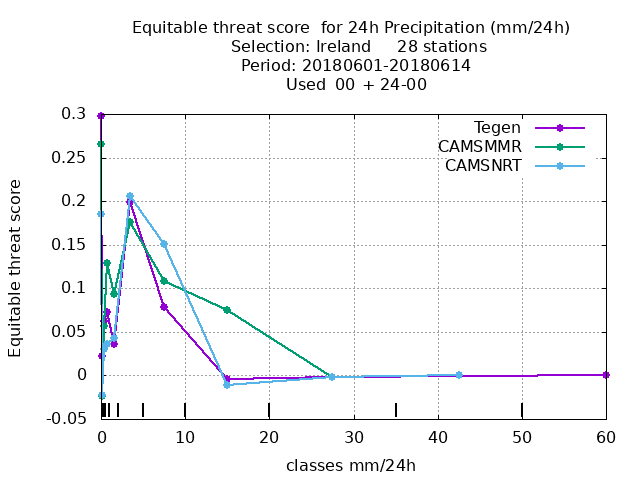 Equitable threat score  for 24h Precipitation (mm/24h)
Selection: Ireland     28 stations
Period: 20180601-20180614
Used  00  + 24-00
Tegen
CAMSMMR
CAMSNRT
Equitable threat score
0.3
0.25
0.2
0.15
0.1
0.05
0
-0.05
0 10 20 30 40 50 60
classes mm/24h